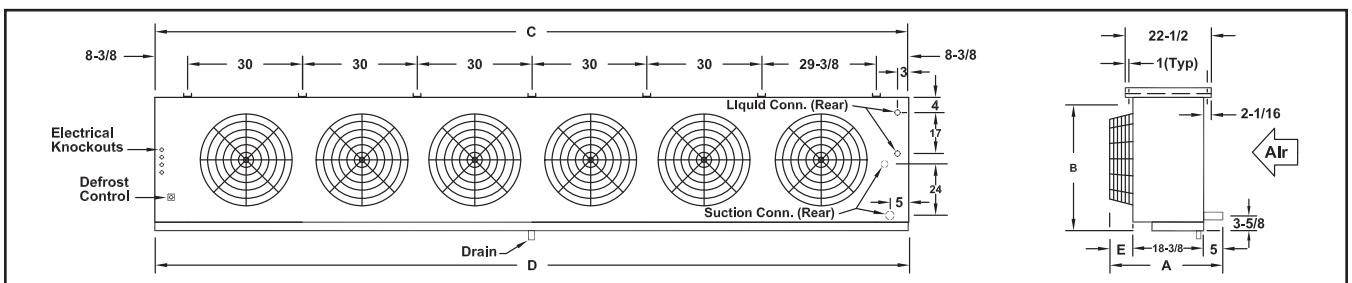 C
8-3/8
30
30
30
30
30
29-3/8
8-3/8
3
Liquid Conn. (Rear)
4
17
Electrical
Knockouts
Defrost
Control
24
5
Suction Conn. (Rear)
Drain
D
22-1/2
1(Typ)
2-1/16
B
Air
3-5/8
E
18-3/8
5
A